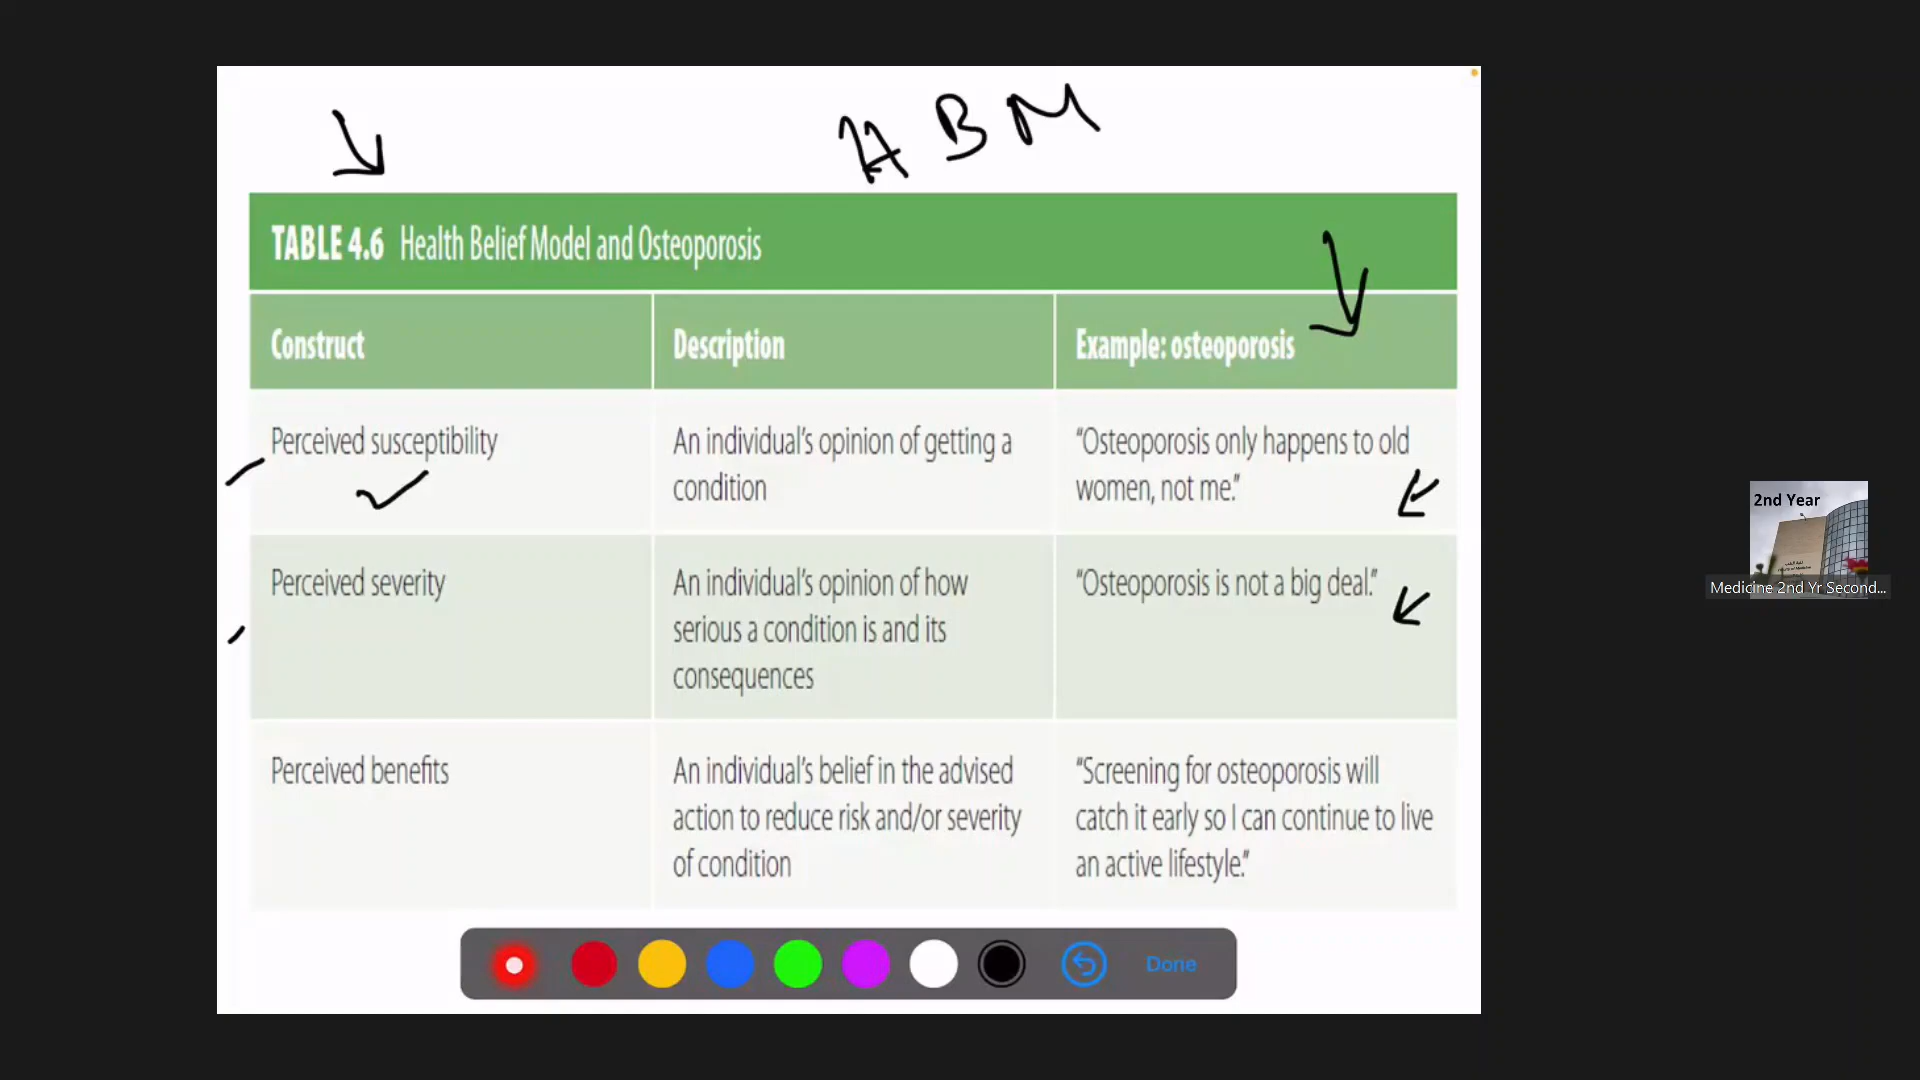 HBM
TABLE 4.6 Health Belief Model and Osteoporosis
Construct
Description
Example: osteoporosis
Perceived susceptibility
An individual's opinion of getting a
condition
"Osteoporosis only happens to old
women, not me."
Perceived severity
An individual's opinion of how
serious a condition is and its
consequences
"Osteoporosis is not a big deal."
Perceived benefits
An individual's belief in the advised
action to reduce risk and/or severity
of condition
"Screening for osteoporosis will
catch it early so I can continue to live
an active lifestyle."
Done
2nd Year
Medicine 2nd Yr Second...